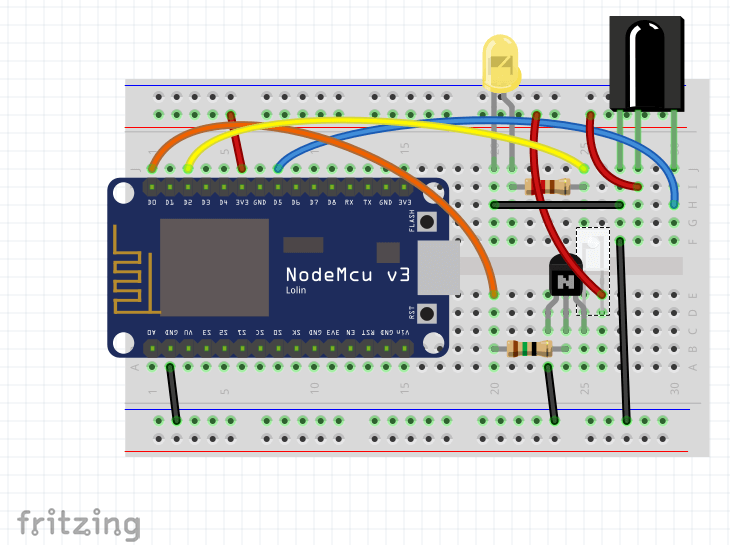 1 5 15 20 25
J
I
H
G
F
D0 D1 D2 D3 D4 3V3 GND D5 D6 D7 D8 RX TX GND 3V3
FLASH
NodeMcu v3
Lolin
N
RST
E
D
C
B
A
AO GND VU S3 S2 S1 SC S0 SK GND 3V3 EN RST GND Vin
1 5 10 15 20 25 30
fritzing